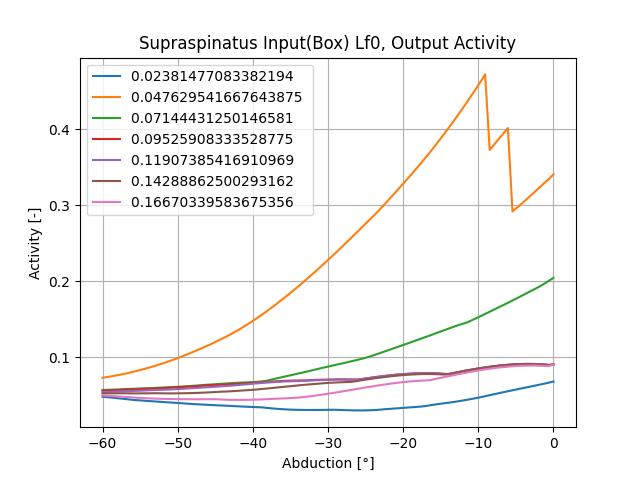 Supraspinatus Input(Box) Lf0, Output Activity
0.02381477083382194
0.047629541667643875
0.07144431250146581
0.09525908333528775
0.11907385416910969
0.14288862500293162
0.16670339583675356
Activity [-]
0.4
0.3
0.2
0.1
−60 −50 −40 −30 −20 −10 0
Abduction [°]